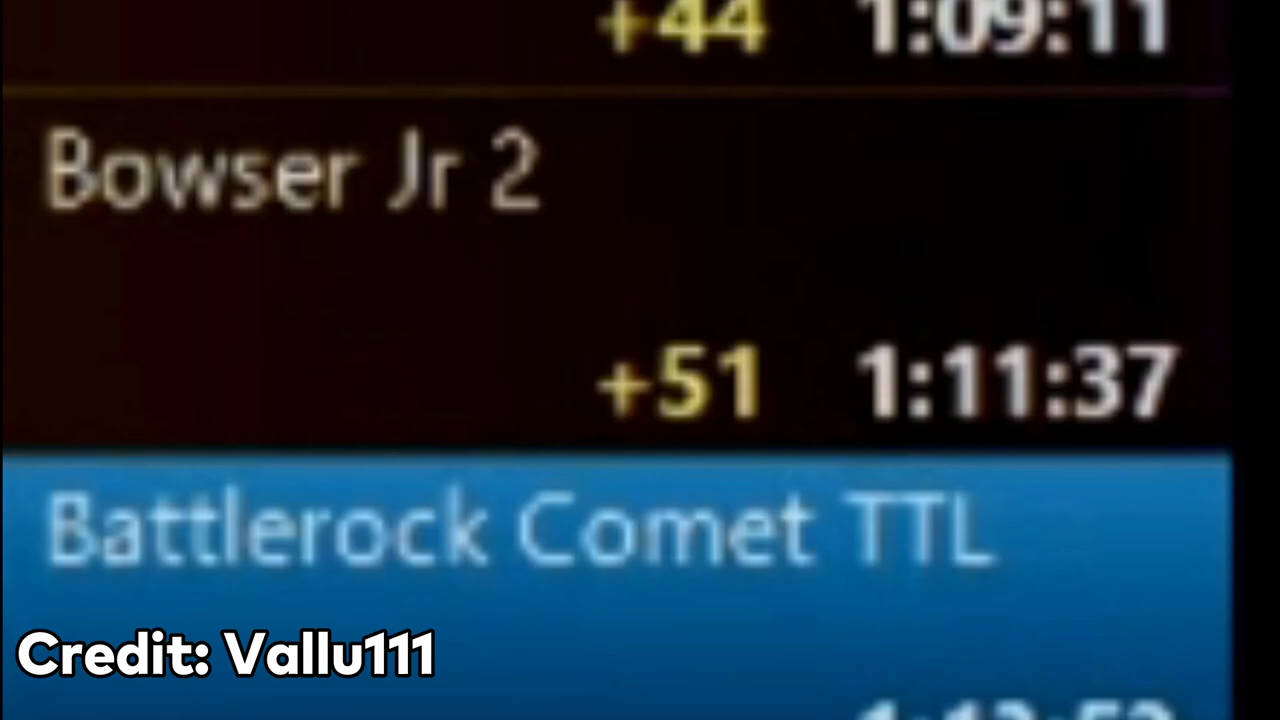 +44 1:09:11
Bowser Jr 2
+51 1:11:37
Battlerock Comet TTL
Credit: Vallu111